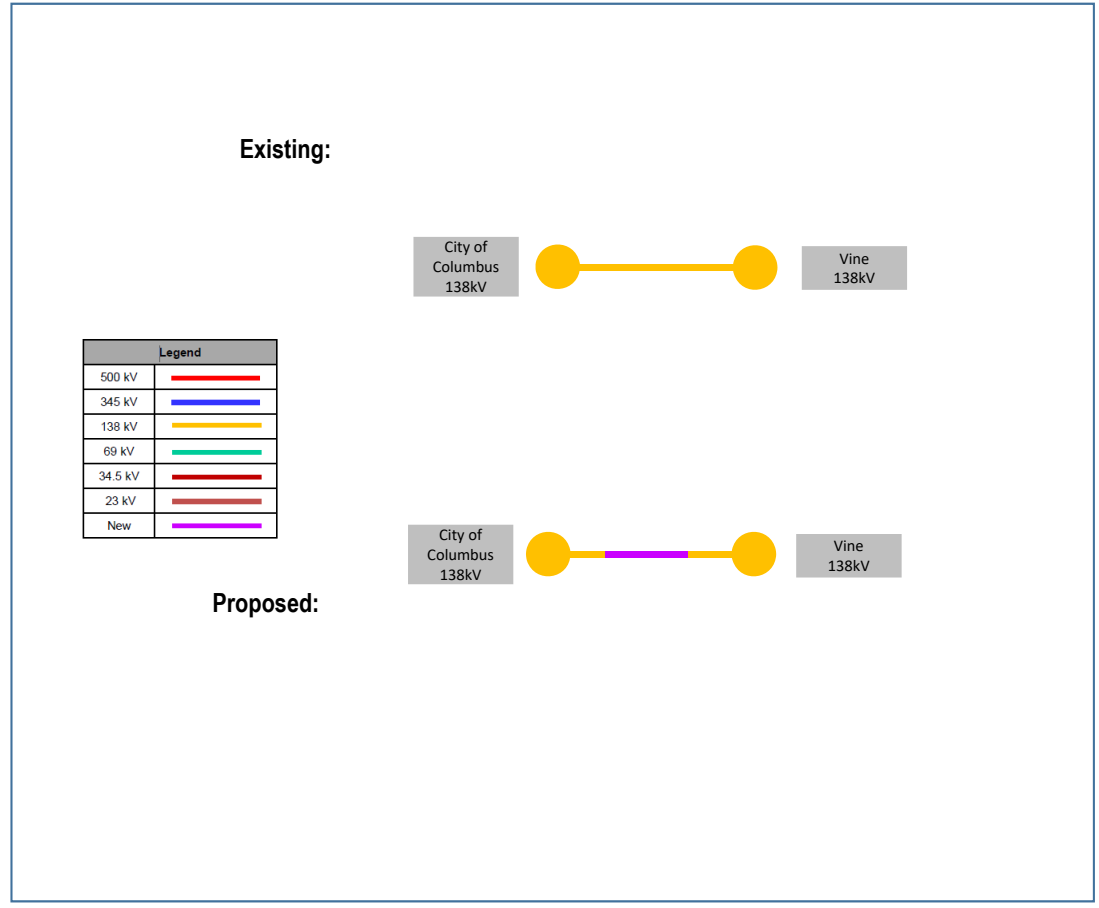 Existing:
City of
Columbus
138kV
Vine
138kV
Legend
500 kV
345 kV
138 kV
69 kV
34.5 kV
23 kV
New
City of
Columbus
138kV
Vine
138kV
Proposed: